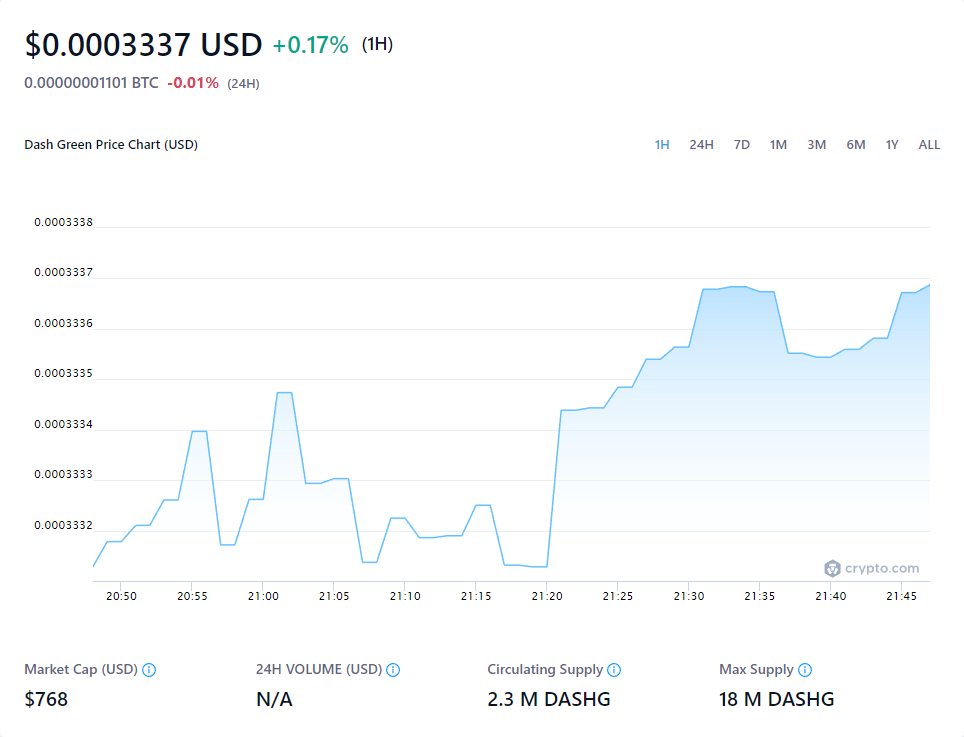 $0.0003337 USD +0.17% (1H)
0.00000001101 BTC -0.01% (24H)
Dash Green Price Chart (USD) 1H 24H 7D 1M 3M 6M 1Y ALL
0.0003338
0.0003337
0.0003336
0.0003335
0.0003334
0.0003333
0.0003332
crypto.com
20:50 20:55 21:00 21:05 21:10 21:15 21:20 21:25 21:30 21:35 21:40 21:45
Market Cap (USD) 24H VOLUME (USD) Circulating Supply Max Supply
$768 N/A 2.3 M DASHG 18 M DASHG